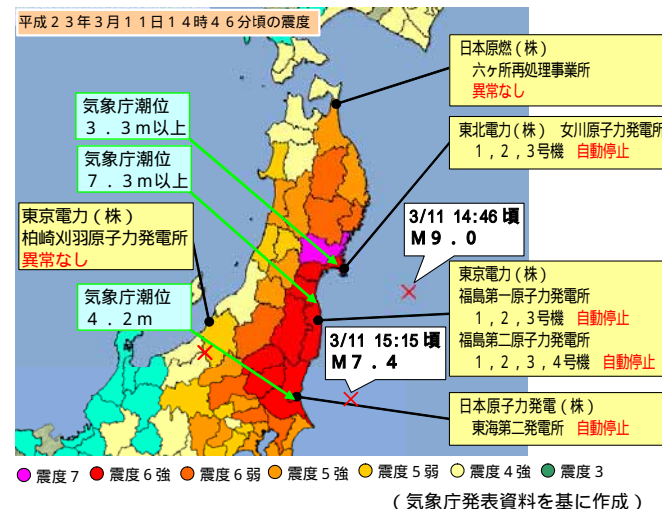 平成23年3月11日14時46分頃の震度
日本原燃(株)
六ヶ所再処理事業所
異常なし
気象庁潮位
3.3m以上
東北電力(株) 女川原子力発電所
1,2,3号機 自動停止
気象庁潮位
7.3m以上
東京電力(株)
柏崎刈羽原子力発電所
異常なし
3/11 14:46 頃
M9.0
東京電力(株)
福島第一原子力発電所
1,2,3号機 自動停止
福島第二原子力発電所
1,2,3,4号機 自動停止
気象庁潮位
4.2m
3/11 15:15 頃
M7.4
日本原子力発電(株)
東海第二発電所 自動停止
震度7 震度6強 震度6弱 震度5強 震度5弱 震度4強 震度3
(気象庁発表資料を基に作成)